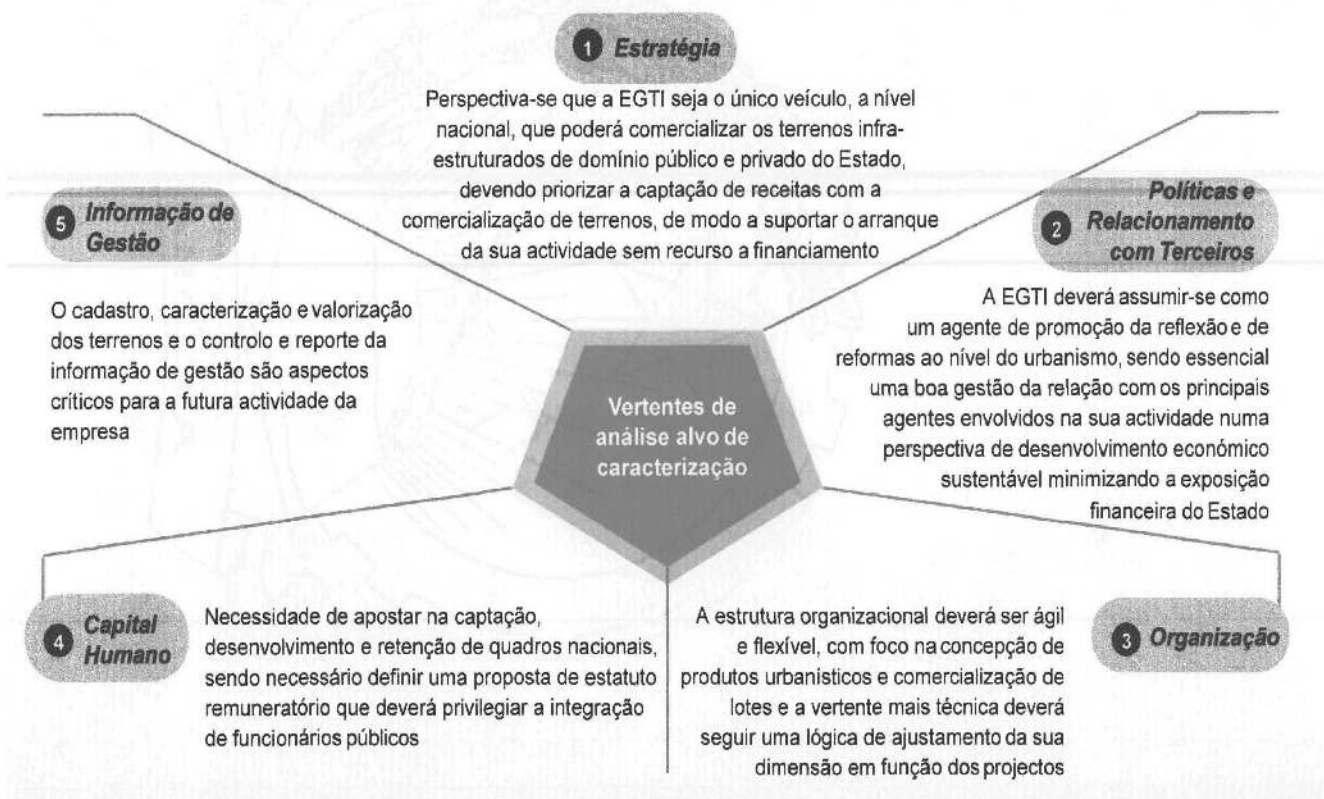 1 Estratégia
Perspectiva-se que a EGTI seja o único veículo, a nível
nacional, que poderá comercializar os terrenos infra-
estruturados de domínio público e privado do Estado,
devendo priorizar a captação de receitas com a
comercialização de terrenos, de modo a suportar o arranque
da sua actividade sem recurso a financiamento
2 Políticas e
Relacionamento
com Terceiros
A EGTI deverá assumir-se como
um agente de promoção da reflexão e de
reformas ao nível do urbanismo, sendo essencial
uma boa gestão da relação com os principais
agentes envolvidos na sua actividade numa
perspectiva de desenvolvimento económico
sustentável minimizando a exposição
financeira do Estado
3 Organização
A estrutura organizacional deverá ser ágil
e flexível, com foco na concepção de
produtos urbanísticos e comercialização de
lotes e a vertente mais técnica deverá
seguir uma lógica de ajustamento da sua
dimensão em função dos projectos
4 Capital
Humano
Necessidade de apostar na captação,
desenvolvimento e retenção de quadros nacionais,
sendo necessário definir uma proposta de estatuto
remuneratório que deverá privilegiar a integração
de funcionários públicos
5 Informação de
Gestão
O cadastro, caracterização e valorização
dos terrenos e o controlo e reporte da
informação de gestão são aspectos
críticos para a futura actividade da
empresa
Vertentes de
análise alvo de
caracterização